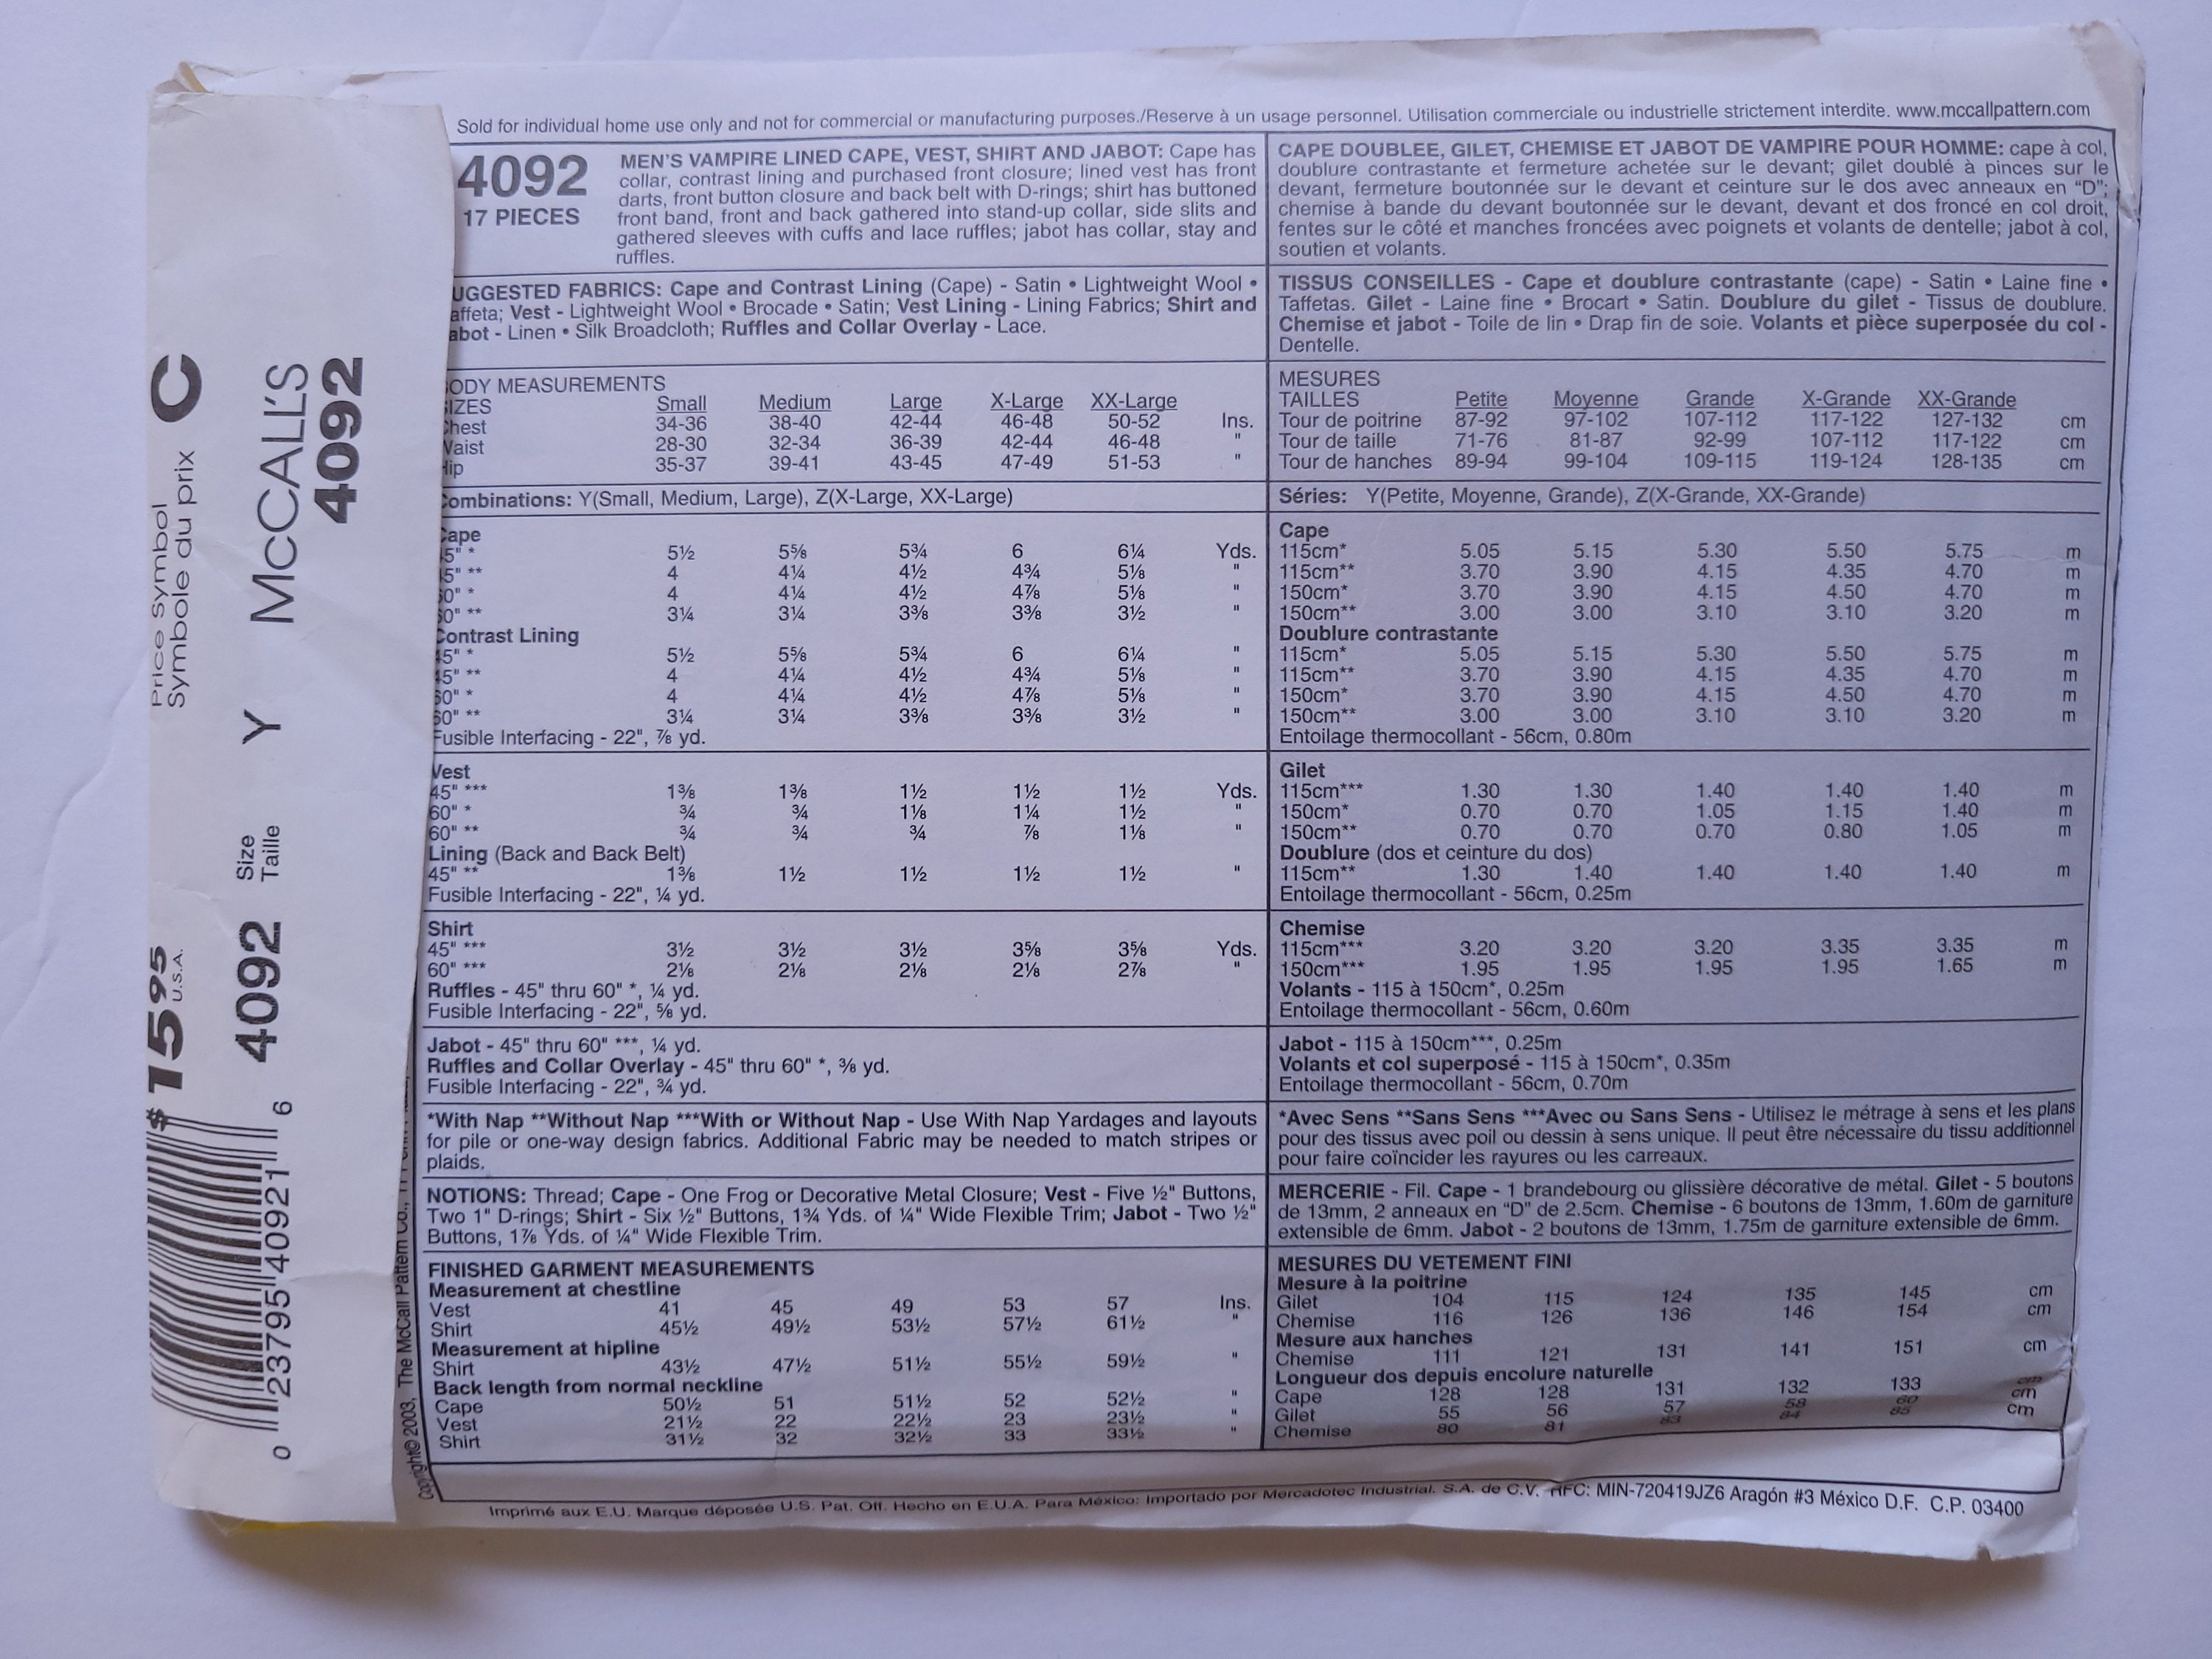 Sold for individual home use only and not for commercial or manufacturing purposes./Reserve à un usage personnel. Utilisation commerciale ou industrielle strictement interdite. www.mccallpattern.com
4092
17 PIECES
MEN'S VAMPIRE LINED CAPE, VEST, SHIRT AND JABOT: Cape has
collar, contrast lining and purchased front closure; lined vest has front
darts, front button closure and back belt with D-rings; shirt has buttoned
front band, front and back gathered into stand-up collar, side slits and
gathered sleeves with cuffs and lace ruffles; jabot has collar, stay and
ruffles.
UGGESTED FABRICS: Cape and Contrast Lining (Cape) - Satin • Lightweight Wool •
affeta; Vest - Lightweight Wool • Brocade • Satin; Vest Lining - Lining Fabrics; Shirt and
abot - Linen • Silk Broadcloth; Ruffles and Collar Overlay - Lace.
ODY MEASUREMENTS
IZES Small Medium Large X-Large XX-Large
hest 34-36 38-40 42-44 46-48 50-52 Ins.
Waist 28-30 32-34 36-39 42-44 46-48 "
Hip 35-37 39-41 43-45 47-49 51-53 "
ombinations: Y(Small, Medium, Large), Z(X-Large, XX-Large)
Cape
5" * 5½ 5⅝ 5¾ 6 6¼ Yds.
5" ** 4 4¼ 4½ 4¾ 5⅛ "
0" * 4 4¼ 4½ 4⅞ 5⅛ "
0" ** 3¼ 3¼ 3⅜ 3⅜ 3½ "
Contrast Lining
45" * 5½ 5⅝ 5¾ 6 6¼ "
45" ** 4 4¼ 4½ 4¾ 5⅛ "
60" * 4 4¼ 4½ 4⅞ 5⅛ "
60" ** 3¼ 3¼ 3⅜ 3⅜ 3½ "
Fusible Interfacing - 22", ⅞ yd.
Vest
45" *** 1⅜ 1⅜ 1½ 1½ 1½ Yds.
60" * ¾ ¾ 1⅛ 1¼ 1½ "
60" ** ¾ ¾ ¾ ⅞ 1⅛ "
Lining (Back and Back Belt)
45" ** 1⅜ 1½ 1½ 1½ 1½ "
Fusible Interfacing - 22", ¼ yd.
Shirt
45" *** 3½ 3½ 3½ 3⅝ 3⅝ Yds.
60" *** 2⅛ 2⅛ 2⅛ 2⅛ 2⅞ "
Ruffles - 45" thru 60" *, ¼ yd.
Fusible Interfacing - 22", ⅝ yd.
Jabot - 45" thru 60" ***, ¼ yd.
Ruffles and Collar Overlay - 45" thru 60" *, ⅜ yd.
Fusible Interfacing - 22", ¾ yd.
*With Nap **Without Nap ***With or Without Nap - Use With Nap Yardages and layouts
for pile or one-way design fabrics. Additional Fabric may be needed to match stripes or
plaids.
NOTIONS: Thread; Cape - One Frog or Decorative Metal Closure; Vest - Five ½" Buttons,
Two 1" D-rings; Shirt - Six ½" Buttons, 1¾ Yds. of ¼" Wide Flexible Trim; Jabot - Two ½"
Buttons, 1⅞ Yds. of ¼" Wide Flexible Trim.
FINISHED GARMENT MEASUREMENTS
Measurement at chestline
Vest 41 45 49 53 57 Ins.
Shirt 45½ 49½ 53½ 57½ 61½ "
Measurement at hipline
Shirt 43½ 47½ 51½ 55½ 59½ "
Back length from normal neckline
Cape 50½ 51 51½ 52 52½ "
Vest 21½ 22 22½ 23 23½ "
Shirt 31½ 32 32½ 33 33½ "
CAPE DOUBLEE, GILET, CHEMISE ET JABOT DE VAMPIRE POUR HOMME: cape à col,
doublure contrastante et fermeture achetée sur le devant; gilet doublé à pinces sur le
devant, fermeture boutonnée sur le devant et ceinture sur le dos avec anneaux en "D";
chemise à bande du devant boutonnée sur le devant, devant et dos froncé en col droit,
fentes sur le côté et manches froncées avec poignets et volants de dentelle; jabot à col,
soutien et volants.
TISSUS CONSEILLES - Cape et doublure contrastante (cape) - Satin • Laine fine •
Taffetas. Gilet - Laine fine • Brocart • Satin. Doublure du gilet - Tissus de doublure.
Chemise et jabot - Toile de lin • Drap fin de soie. Volants et pièce superposée du col -
Dentelle.
MESURES
TAILLES Petite Moyenne Grande X-Grande XX-Grande
Tour de poitrine 87-92 97-102 107-112 117-122 127-132 cm
Tour de taille 71-76 81-87 92-99 107-112 117-122 cm
Tour de hanches 89-94 99-104 109-115 119-124 128-135 cm
Séries: Y(Petite, Moyenne, Grande), Z(X-Grande, XX-Grande)
Cape
115cm* 5.05 5.15 5.30 5.50 5.75 m
115cm** 3.70 3.90 4.15 4.35 4.70 m
150cm* 3.70 3.90 4.15 4.50 4.70 m
150cm** 3.00 3.00 3.10 3.10 3.20 m
Doublure contrastante
115cm* 5.05 5.15 5.30 5.50 5.75 m
115cm** 3.70 3.90 4.15 4.35 4.70 m
150cm* 3.70 3.90 4.15 4.50 4.70 m
150cm** 3.00 3.00 3.10 3.10 3.20 m
Entoilage thermocollant - 56cm, 0.80m
Gilet
115cm*** 1.30 1.30 1.40 1.40 1.40 m
150cm* 0.70 0.70 1.05 1.15 1.40 m
150cm** 0.70 0.70 0.70 0.80 1.05 m
Doublure (dos et ceinture du dos)
115cm** 1.30 1.40 1.40 1.40 1.40 m
Entoilage thermocollant - 56cm, 0.25m
Chemise
115cm*** 3.20 3.20 3.20 3.35 3.35 m
150cm*** 1.95 1.95 1.95 1.95 1.65 m
Volants - 115 à 150cm*, 0.25m
Entoilage thermocollant - 56cm, 0.60m
Jabot - 115 à 150cm***, 0.25m
Volants et col superposé - 115 à 150cm*, 0.35m
Entoilage thermocollant - 56cm, 0.70m
*Avec Sens **Sans Sens ***Avec ou Sans Sens - Utilisez le métrage à sens et les plans
pour des tissus avec poil ou dessin à sens unique. Il peut être nécessaire du tissu additionnel
pour faire coïncider les rayures ou les carreaux.
MERCERIE - Fil. Cape - 1 brandebourg ou glissière décorative de métal. Gilet - 5 boutons
de 13mm, 2 anneaux en "D" de 2.5cm. Chemise - 6 boutons de 13mm, 1.60m de garniture
extensible de 6mm. Jabot - 2 boutons de 13mm, 1.75m de garniture extensible de 6mm.
MESURES DU VETEMENT FINI
Mesure à la poitrine
Gilet 104 115 124 135 145 cm
Chemise 116 126 136 146 154 cm
Mesure aux hanches
Chemise 111 121 131 141 151 cm
Longueur dos depuis encolure naturelle
Cape 128 128 131 132 133 cm
Gilet 55 56 57 58 60 cm
Chemise 80 81 83 84 85 cm
Imprimé aux E.U. Marque déposée U.S. Pat. Off. Hecho en E.U.A. Para México: Importado por Mercadotec Industrial. S.A. de C.V. RFC: MIN-720419JZ6 Aragón #3 México D.F. C.P. 03400
Copyright© 2003, The McCall Pattern Co.,
Price Symbol
Symbole du prix C
$15 95
U.S.A.
4092 Size
Taille Y McCALL'S
4092
0 23795 40921 6